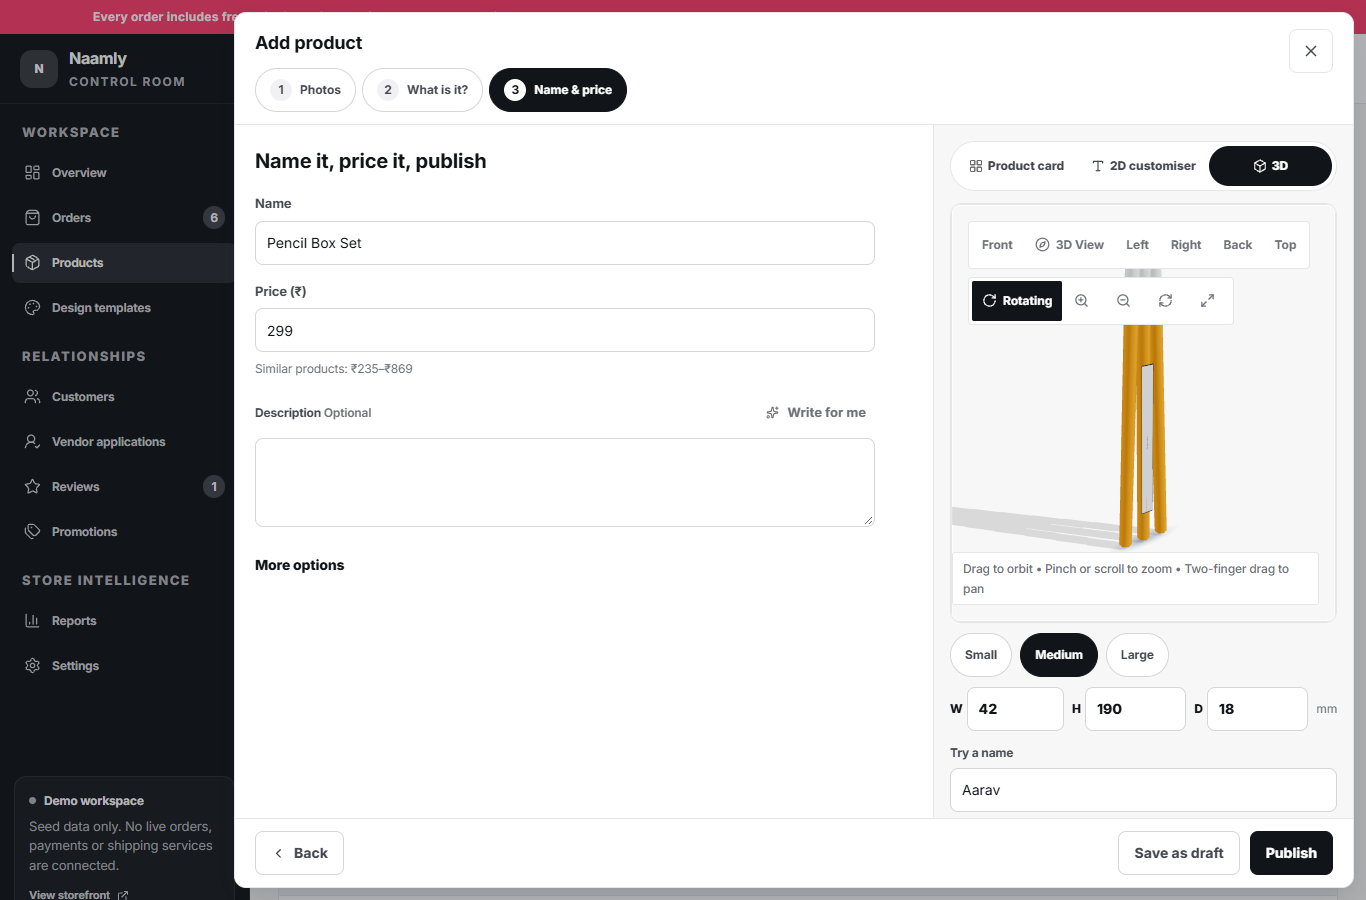 Every order includes fre
N
Naamly
CONTROL ROOM
WORKSPACE
Overview
Orders
6
Products
Design templates
RELATIONSHIPS
Customers
Vendor applications
Reviews
1
Promotions
STORE INTELLIGENCE
Reports
Settings
Demo workspace
Seed data only. No live orders,
payments or shipping services
are connected.
View storefront
Add product
1 Photos
2 What is it?
3 Name & price
Name it, price it, publish
Name
Pencil Box Set
Price (₹)
299
Similar products: ₹235–₹869
Description Optional
Write for me
More options
Product card
2D customiser
3D
Front
3D View
Left
Right
Back
Top
Rotating
Drag to orbit • Pinch or scroll to zoom • Two-finger drag to
pan
Small
Medium
Large
W 42 H 190 D 18 mm
Try a name
Aarav
Back
Save as draft
Publish